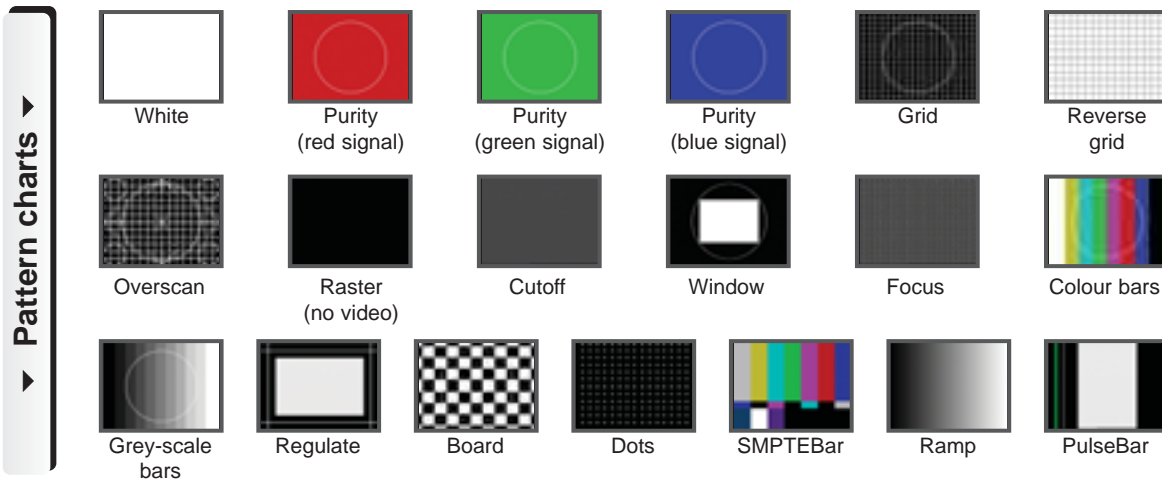 Pattern charts
White
Purity
(red signal)
Purity
(green signal)
Purity
(blue signal)
Grid
Reverse
grid
Overscan
Raster
(no video)
Cutoff
Window
Focus
Colour bars
Grey-scale
bars
Regulate
Board
Dots
SMPTEBar
Ramp
PulseBar